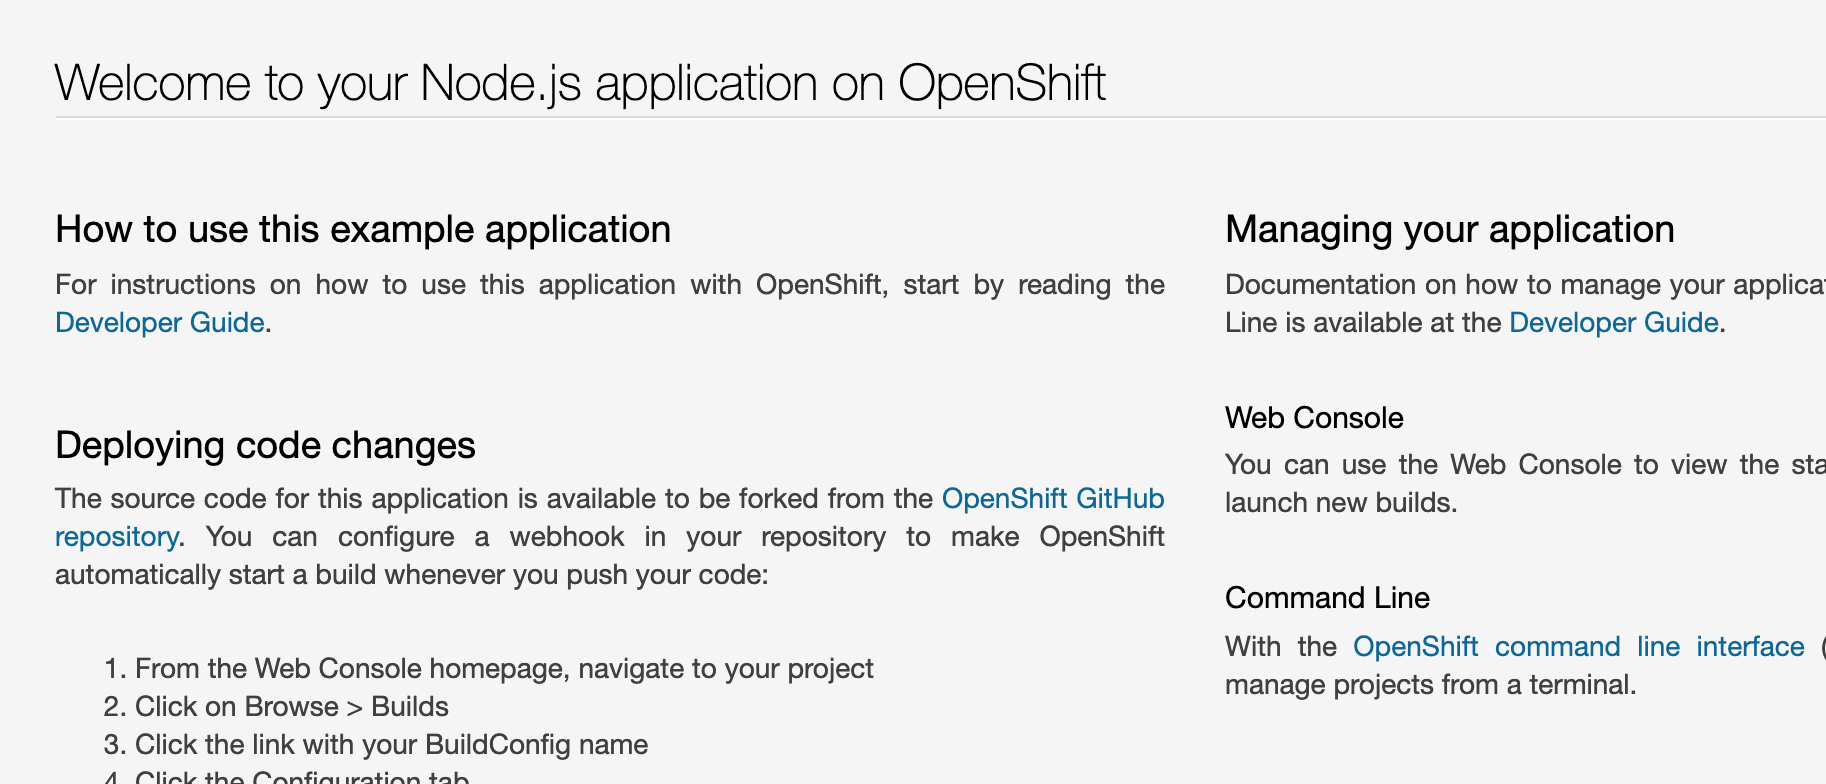 Welcome to your Node.js application on OpenShift
How to use this example application
For instructions on how to use this application with OpenShift, start by reading the
Developer Guide.
Deploying code changes
The source code for this application is available to be forked from the OpenShift GitHub
repository. You can configure a webhook in your repository to make OpenShift
automatically start a build whenever you push your code:
1. From the Web Console homepage, navigate to your project
2. Click on Browse > Builds
3. Click the link with your BuildConfig name
4. Click the Configuration tab
Managing your application
Documentation on how to manage your applica
Line is available at the Developer Guide.
Web Console
You can use the Web Console to view the sta
launch new builds.
Command Line
With the OpenShift command line interface (
manage projects from a terminal.